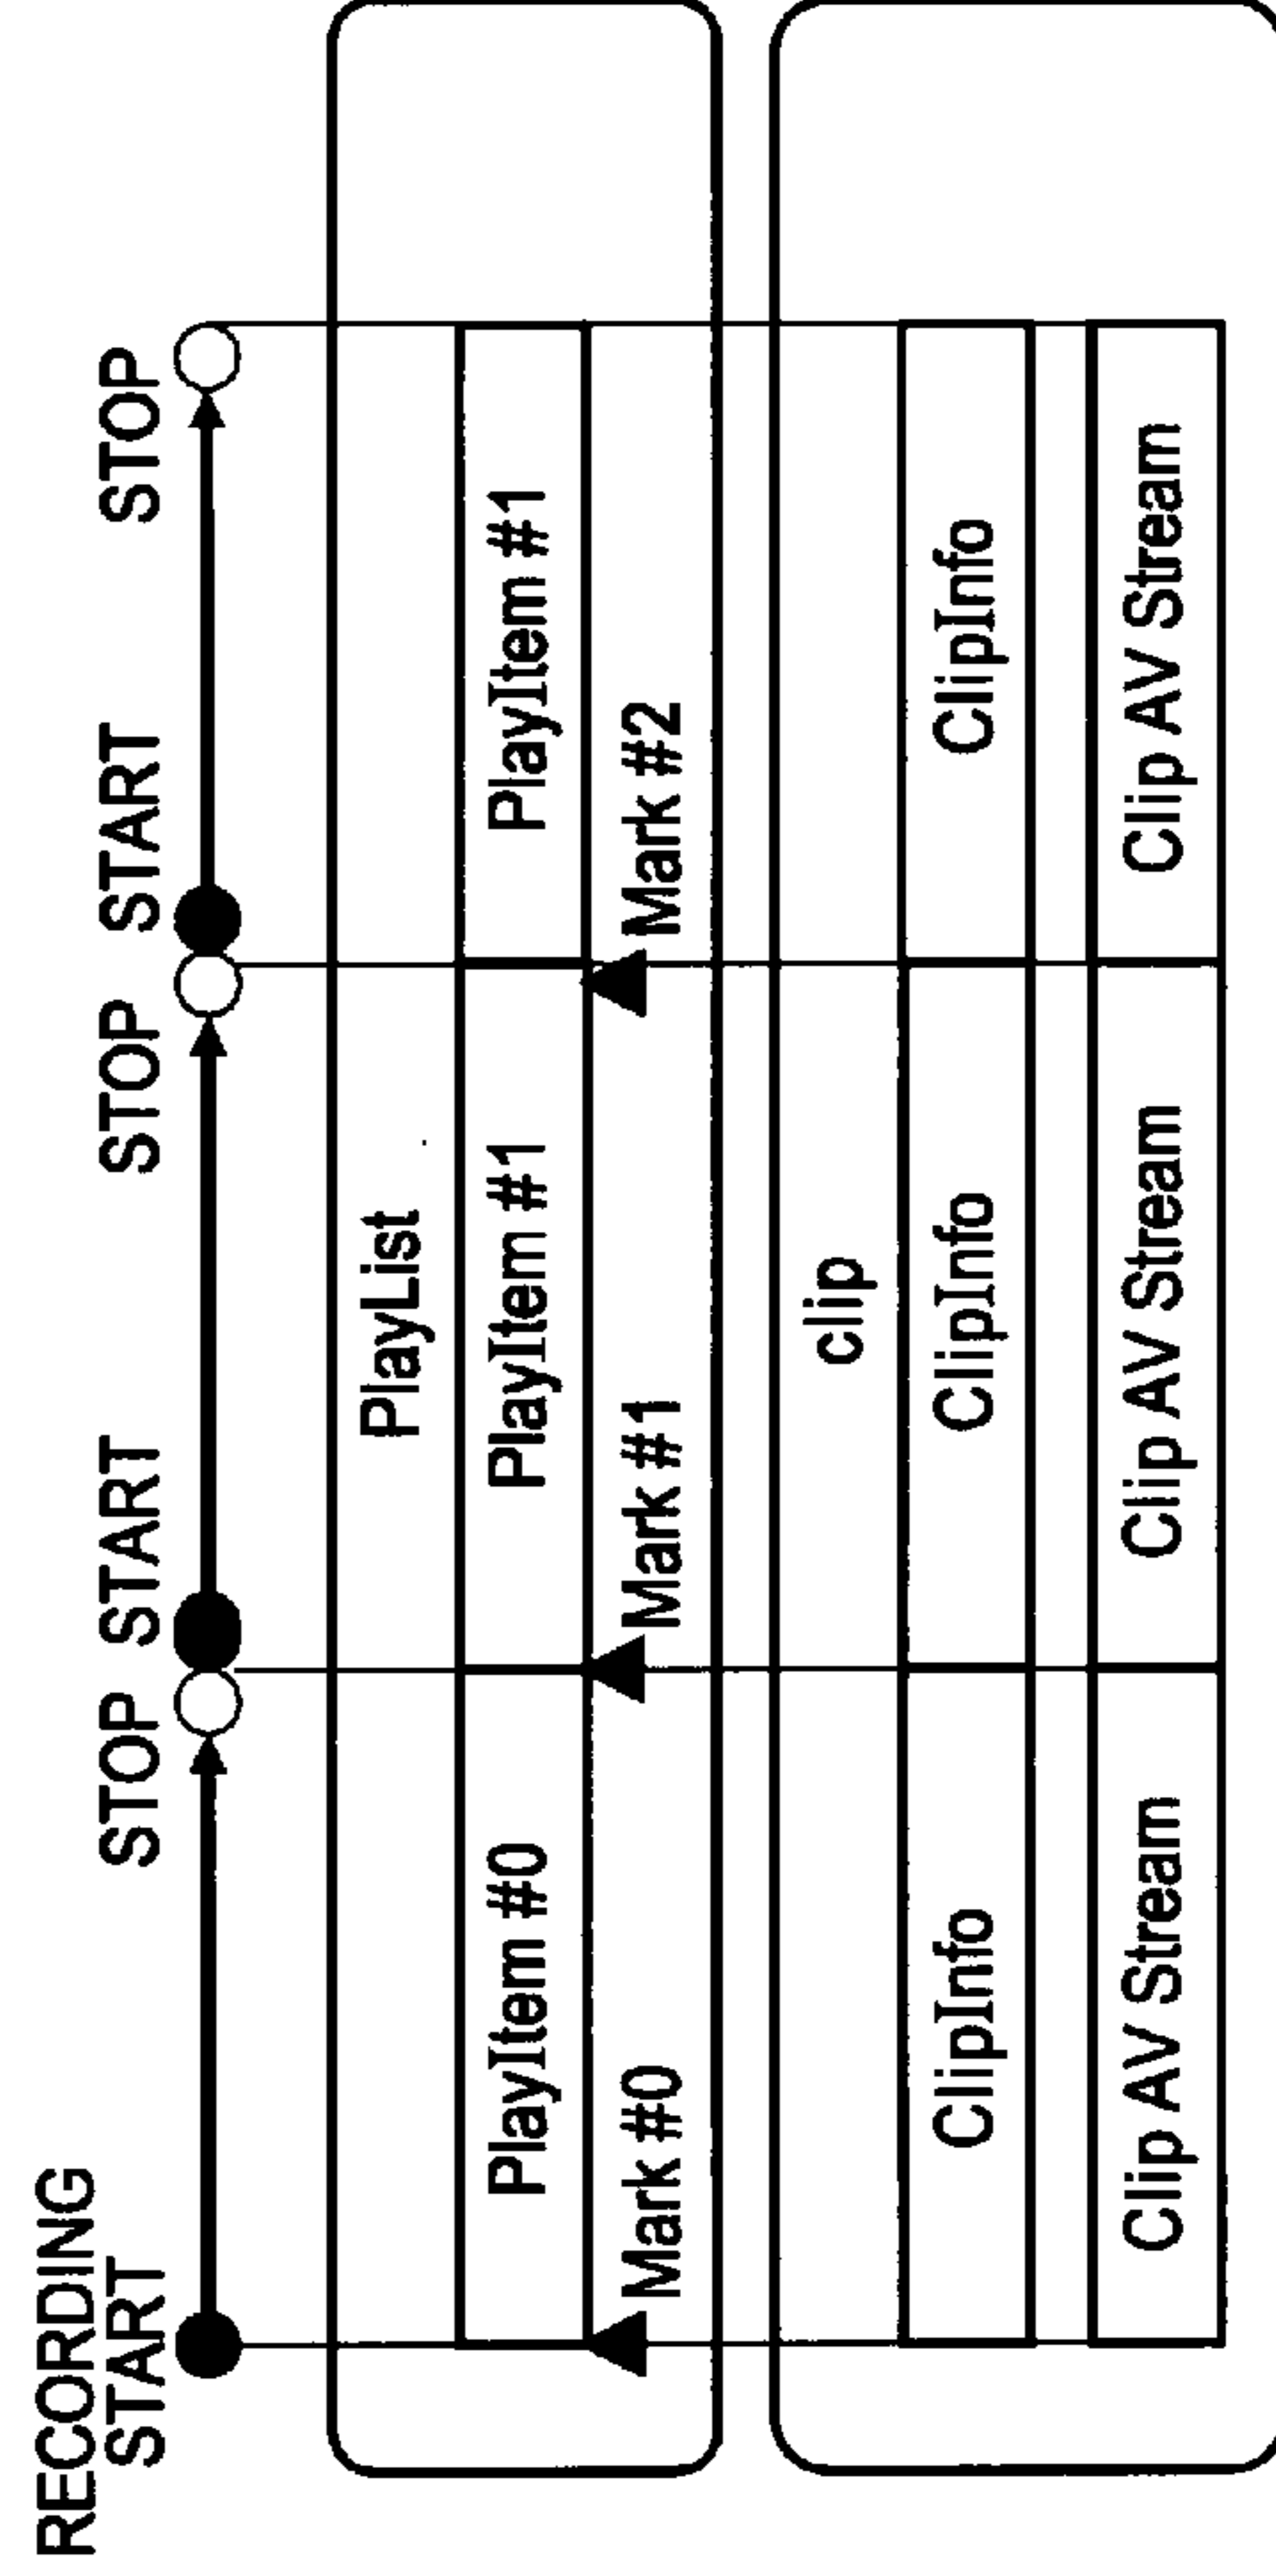 RECORDING
START STOP START STOP START STOP
PlayList
PlayItem #0 PlayItem #1 PlayItem #1
Mark #0 Mark #1 Mark #2
clip
ClipInfo ClipInfo ClipInfo
Clip AV Stream Clip AV Stream Clip AV Stream